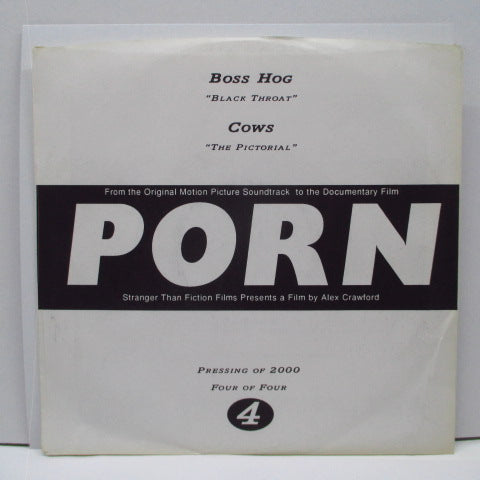 Boss Hog
"Black Throat"
Cows
"The Pictorial"
From the Original Motion Picture Soundtrack to the Documentary Film
PORN
Stranger Than Fiction Films Presents a Film by Alex Crawford
Pressing of 2000
Four of Four
4